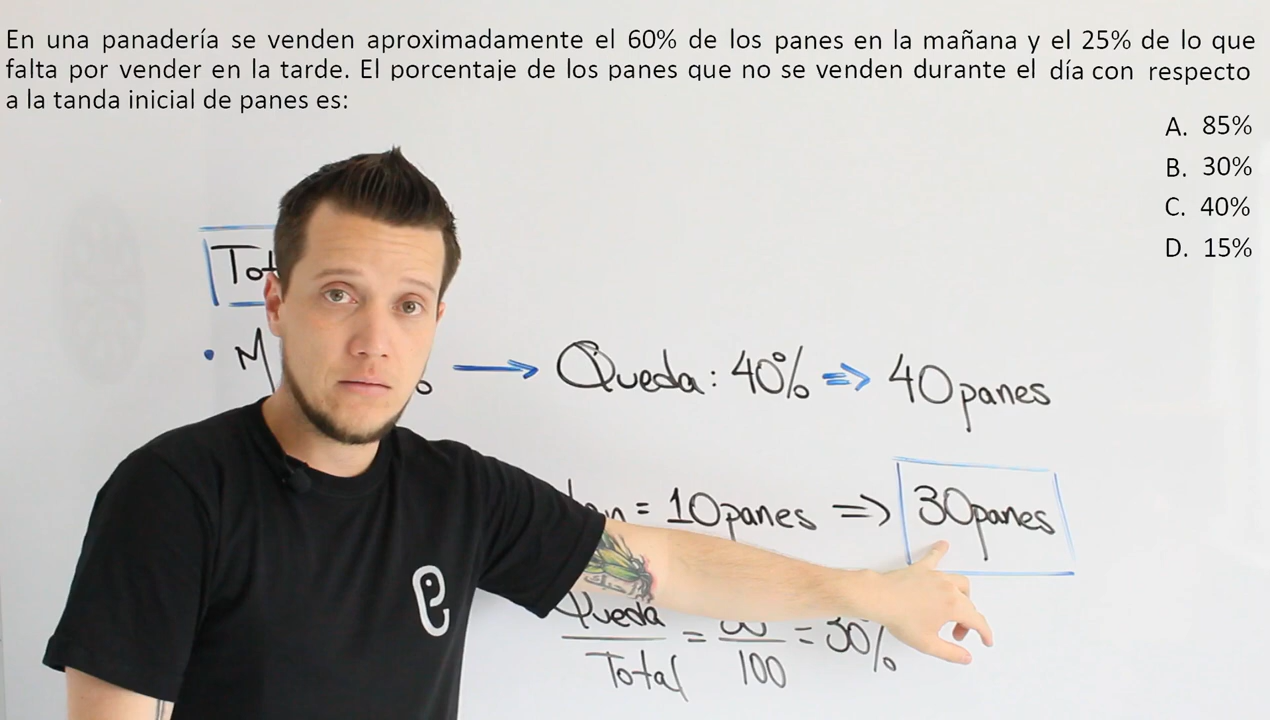 En una panadería se venden aproximadamente el 60% de los panes en la mañana y el 25% de lo que
falta por vender en la tarde. El porcentaje de los panes que no se venden durante el día con respecto
a la tanda inicial de panes es:
A. 85%
B. 30%
C. 40%
D. 15%
Queda: 40% ⇒ 40 panes
= 10 panes ⇒ 30 panes
Queda
= = 30%
Total 100